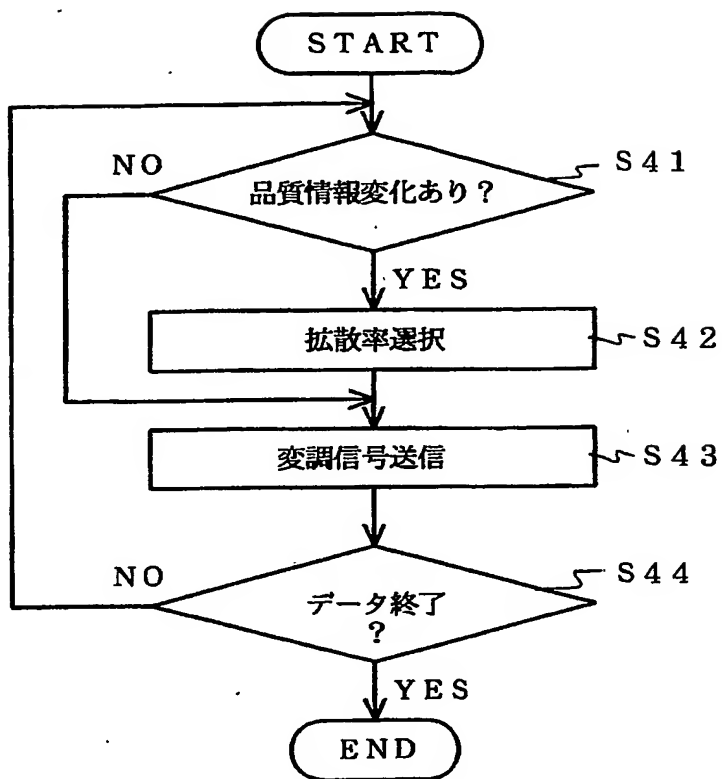 START
NO
品質情報変化あり?
S41
YES
拡散率選択
S42
変調信号送信
S43
NO
データ終了
?
S44
YES
END